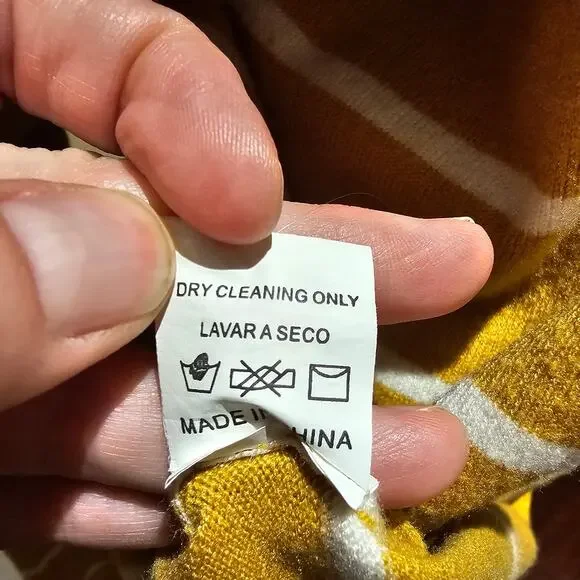 DRY CLEANING ONLY
LAVAR A SECO
MADE IN CHINA